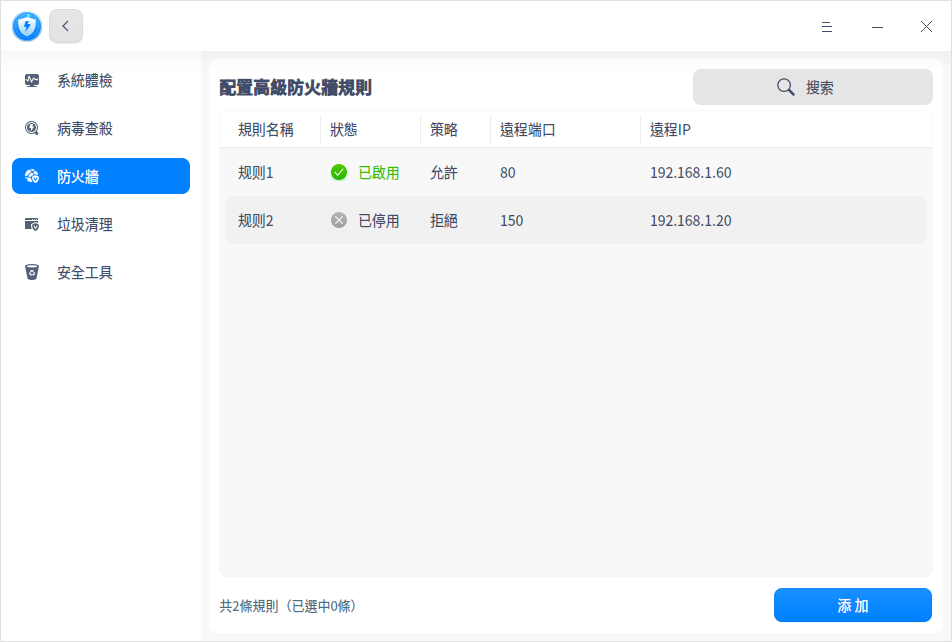 系統體檢
病毒查殺
防火牆
垃圾清理
安全工具
配置高級防火牆規則
搜索
規則名稱 狀態 策略 遠程端口 遠程IP
规则1 已啟用 允許 80 192.168.1.60
规则2 已停用 拒絕 150 192.168.1.20
共2條規則（已選中0條）
添加